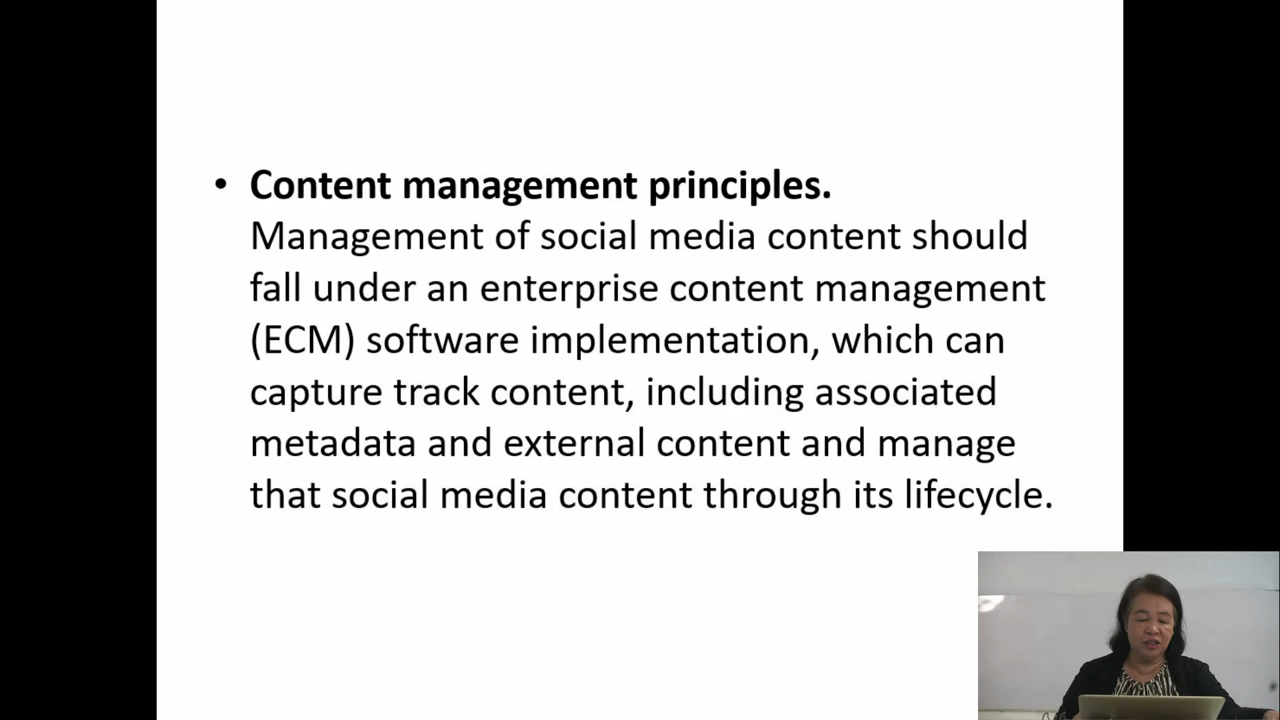 • Content management principles.
Management of social media content should
fall under an enterprise content management
(ECM) software implementation, which can
capture track content, including associated
metadata and external content and manage
that social media content through its lifecycle.